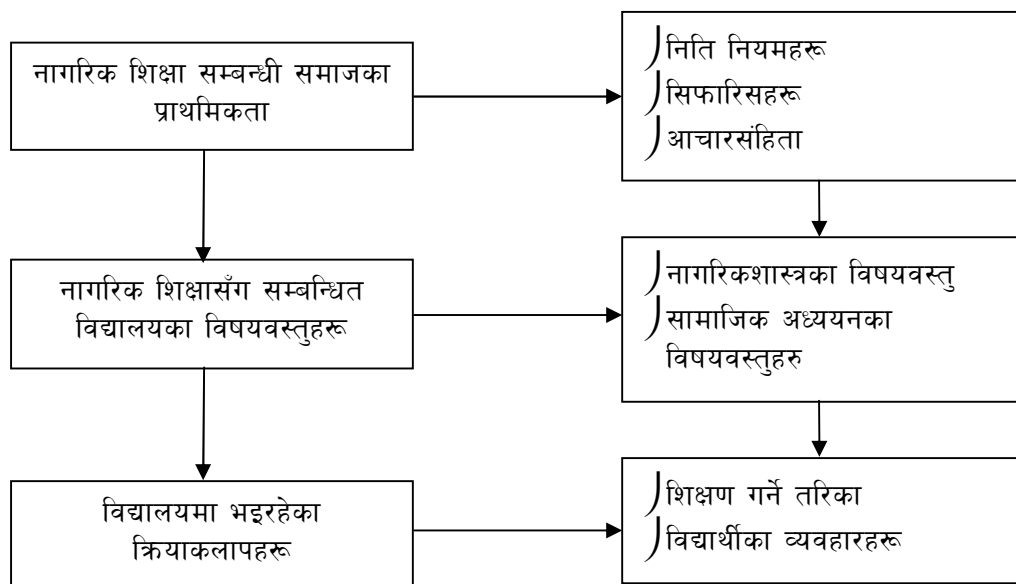 नागरिक शिक्षा सम्बन्धी समाजका
प्राथमिकता
निति नियमहरू
सिफारिसहरू
आचारसंहिता
नागरिक शिक्षासँग सम्बन्धित
विद्यालयका विषयवस्तुहरू
नागरिकशास्त्रका विषयवस्तु
सामाजिक अध्ययनका
विषयवस्तुहरु
विद्यालयमा भइरहेका
क्रियाकलापहरू
शिक्षण गर्ने तरिका
विद्यार्थीका व्यवहारहरू